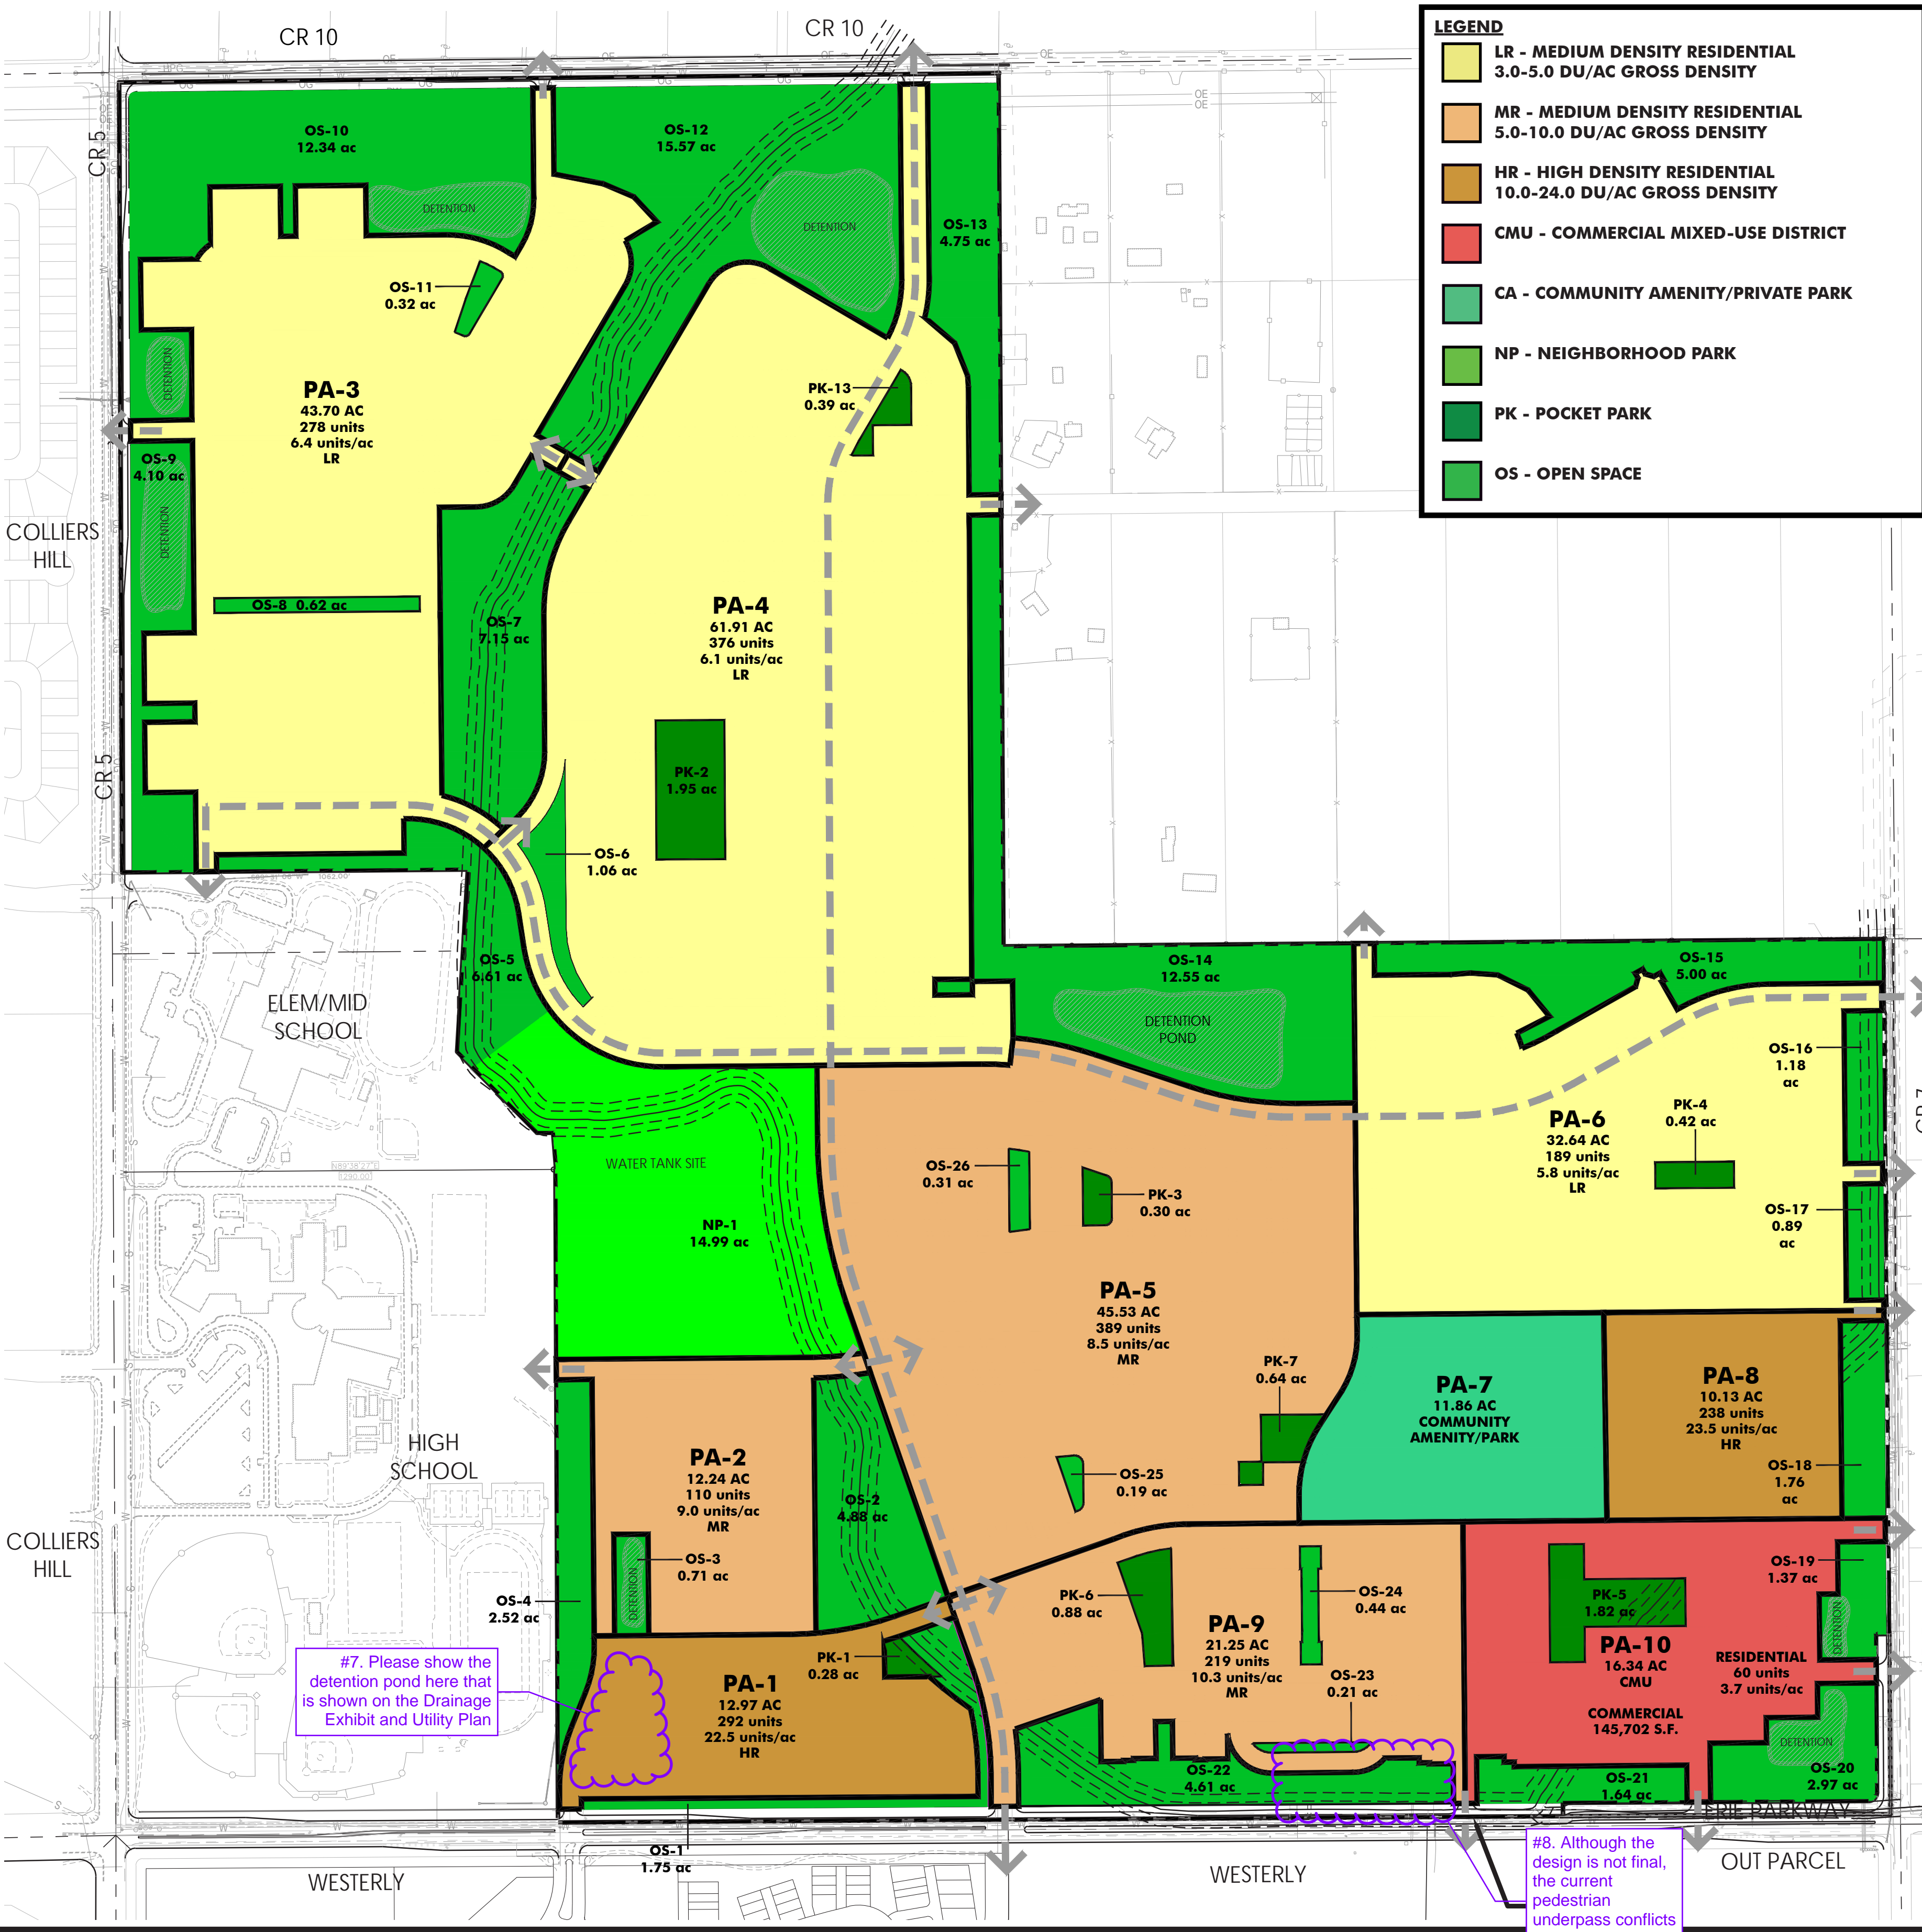 CR 10
CR 10
LEGEND
LR - MEDIUM DENSITY RESIDENTIAL
3.0-5.0 DU/AC GROSS DENSITY
MR - MEDIUM DENSITY RESIDENTIAL
5.0-10.0 DU/AC GROSS DENSITY
HR - HIGH DENSITY RESIDENTIAL
10.0-24.0 DU/AC GROSS DENSITY
CMU - COMMERCIAL MIXED-USE DISTRICT
CA - COMMUNITY AMENITY/PRIVATE PARK
NP - NEIGHBORHOOD PARK
PK - POCKET PARK
OS - OPEN SPACE
CR 5
OS-10
12.34 ac
OS-12
15.57 ac
DETENTION
DETENTION
OS-13
4.75 ac
OS-11
0.32 ac
DETENTION
PA-3
43.70 AC
278 units
6.4 units/ac
LR
PK-13
0.39 ac
OS-9
4.10 ac
DETENTION
COLLIERS
HILL
OS-8 0.62 ac
OS-7
7.15 ac
PA-4
61.91 AC
376 units
6.1 units/ac
LR
CR 5
PK-2
1.95 ac
OS-6
1.06 ac
OS-5
6.61 ac
ELEM/MID
SCHOOL
OS-14
12.55 ac
DETENTION
POND
OS-15
5.00 ac
OS-16
1.18
ac
PA-6
32.64 AC
189 units
5.8 units/ac
LR
PK-4
0.42 ac
OS-17
0.89
ac
CR 7
WATER TANK SITE
N89°38'27"E
1290.00'
NP-1
14.99 ac
OS-26
0.31 ac
PK-3
0.30 ac
PA-5
45.53 AC
389 units
8.5 units/ac
MR
PK-7
0.64 ac
PA-7
11.86 AC
COMMUNITY
AMENITY/PARK
PA-8
10.13 AC
238 units
23.5 units/ac
HR
OS-18
1.76
ac
HIGH
SCHOOL
PA-2
12.24 AC
110 units
9.0 units/ac
MR
OS-2
4.88 ac
OS-25
0.19 ac
COLLIERS
HILL
OS-3
0.71 ac
DETENTION
OS-4
2.52 ac
PK-6
0.88 ac
OS-24
0.44 ac
PA-9
21.25 AC
219 units
10.3 units/ac
MR
OS-23
0.21 ac
PK-5
1.82 ac
OS-19
1.37 ac
DETENTION
PA-10
16.34 AC
CMU
RESIDENTIAL
60 units
3.7 units/ac
COMMERCIAL
145,702 S.F.
#7. Please show the
detention pond here that
is shown on the Drainage
Exhibit and Utility Plan
PK-1
0.28 ac
PA-1
12.97 AC
292 units
22.5 units/ac
HR
OS-22
4.61 ac
OS-21
1.64 ac
DETENTION
OS-20
2.97 ac
ERIE PARKWAY
OS-1
1.75 ac
WESTERLY
WESTERLY
#8. Although the
design is not final,
the current
pedestrian
underpass conflicts
OUT PARCEL